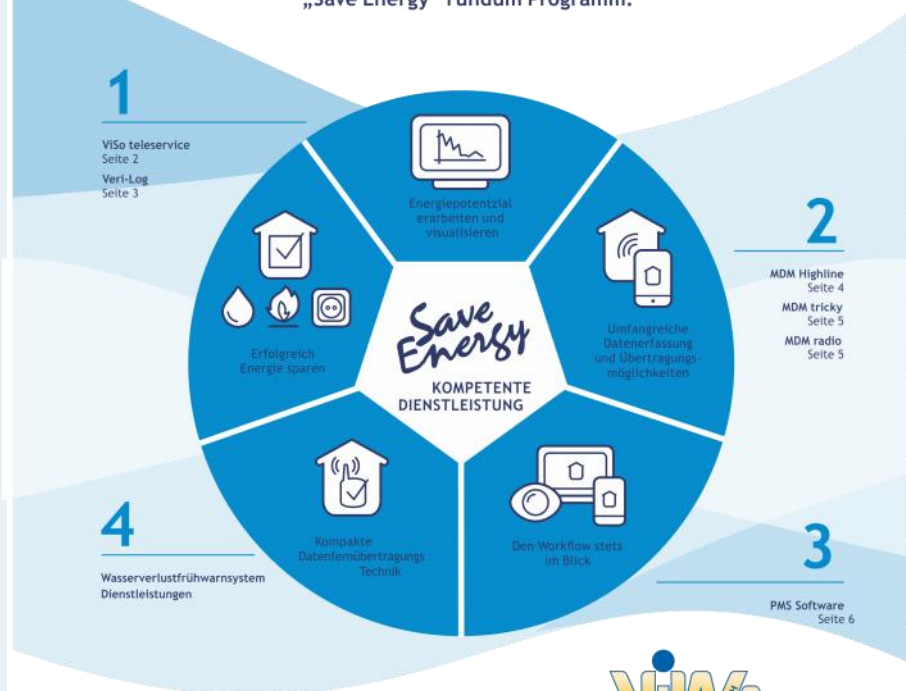 „Save Energy“ rundum Programm.
1
ViSo teleservice
Seite 2
Veri-Log
Seite 3
Energiepotentzial
erarbeiten und
visualisieren
2
MDM Highline
Seite 4
MDM tricky
Seite 5
MDM radio
Seite 5
Umfangreiche
Datenerfassung
und Übertragungs-
möglichkeiten
Erfolgreich
Energie sparen
Save
Energy
KOMPETENTE
DIENSTLEISTUNG
Kompakte
Datenfernübertragungs
Technik
Den Workflow stets
im Blick
4
Wasserverlustfrühwarnsystem
Dienstleistungen
3
PMS Software
Seite 6